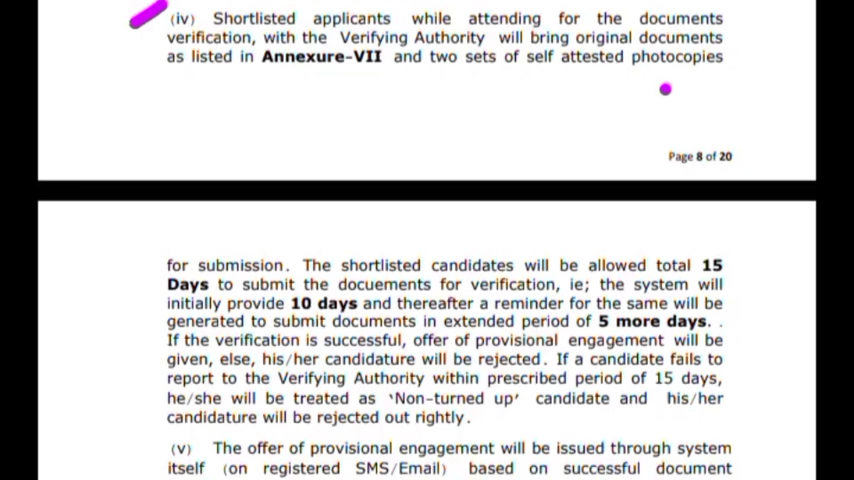 (iv) Shortlisted applicants while attending for the documents
verification, with the Verifying Authority will bring original documents
as listed in Annexure-VII and two sets of self attested photocopies
Page 8 of 20
for submission. The shortlisted candidates will be allowed total 15
Days to submit the docuements for verification, ie; the system will
initially provide 10 days and thereafter a reminder for the same will be
generated to submit documents in extended period of 5 more days. .
If the verification is successful, offer of provisional engagement will be
given, else, his/her candidature will be rejected. If a candidate fails to
report to the Verifying Authority within prescribed period of 15 days,
he/she will be treated as 'Non-turned up' candidate and his/her
candidature will be rejected out rightly.
(v) The offer of provisional engagement will be issued through system
itself (on registered SMS/Email) based on successful document